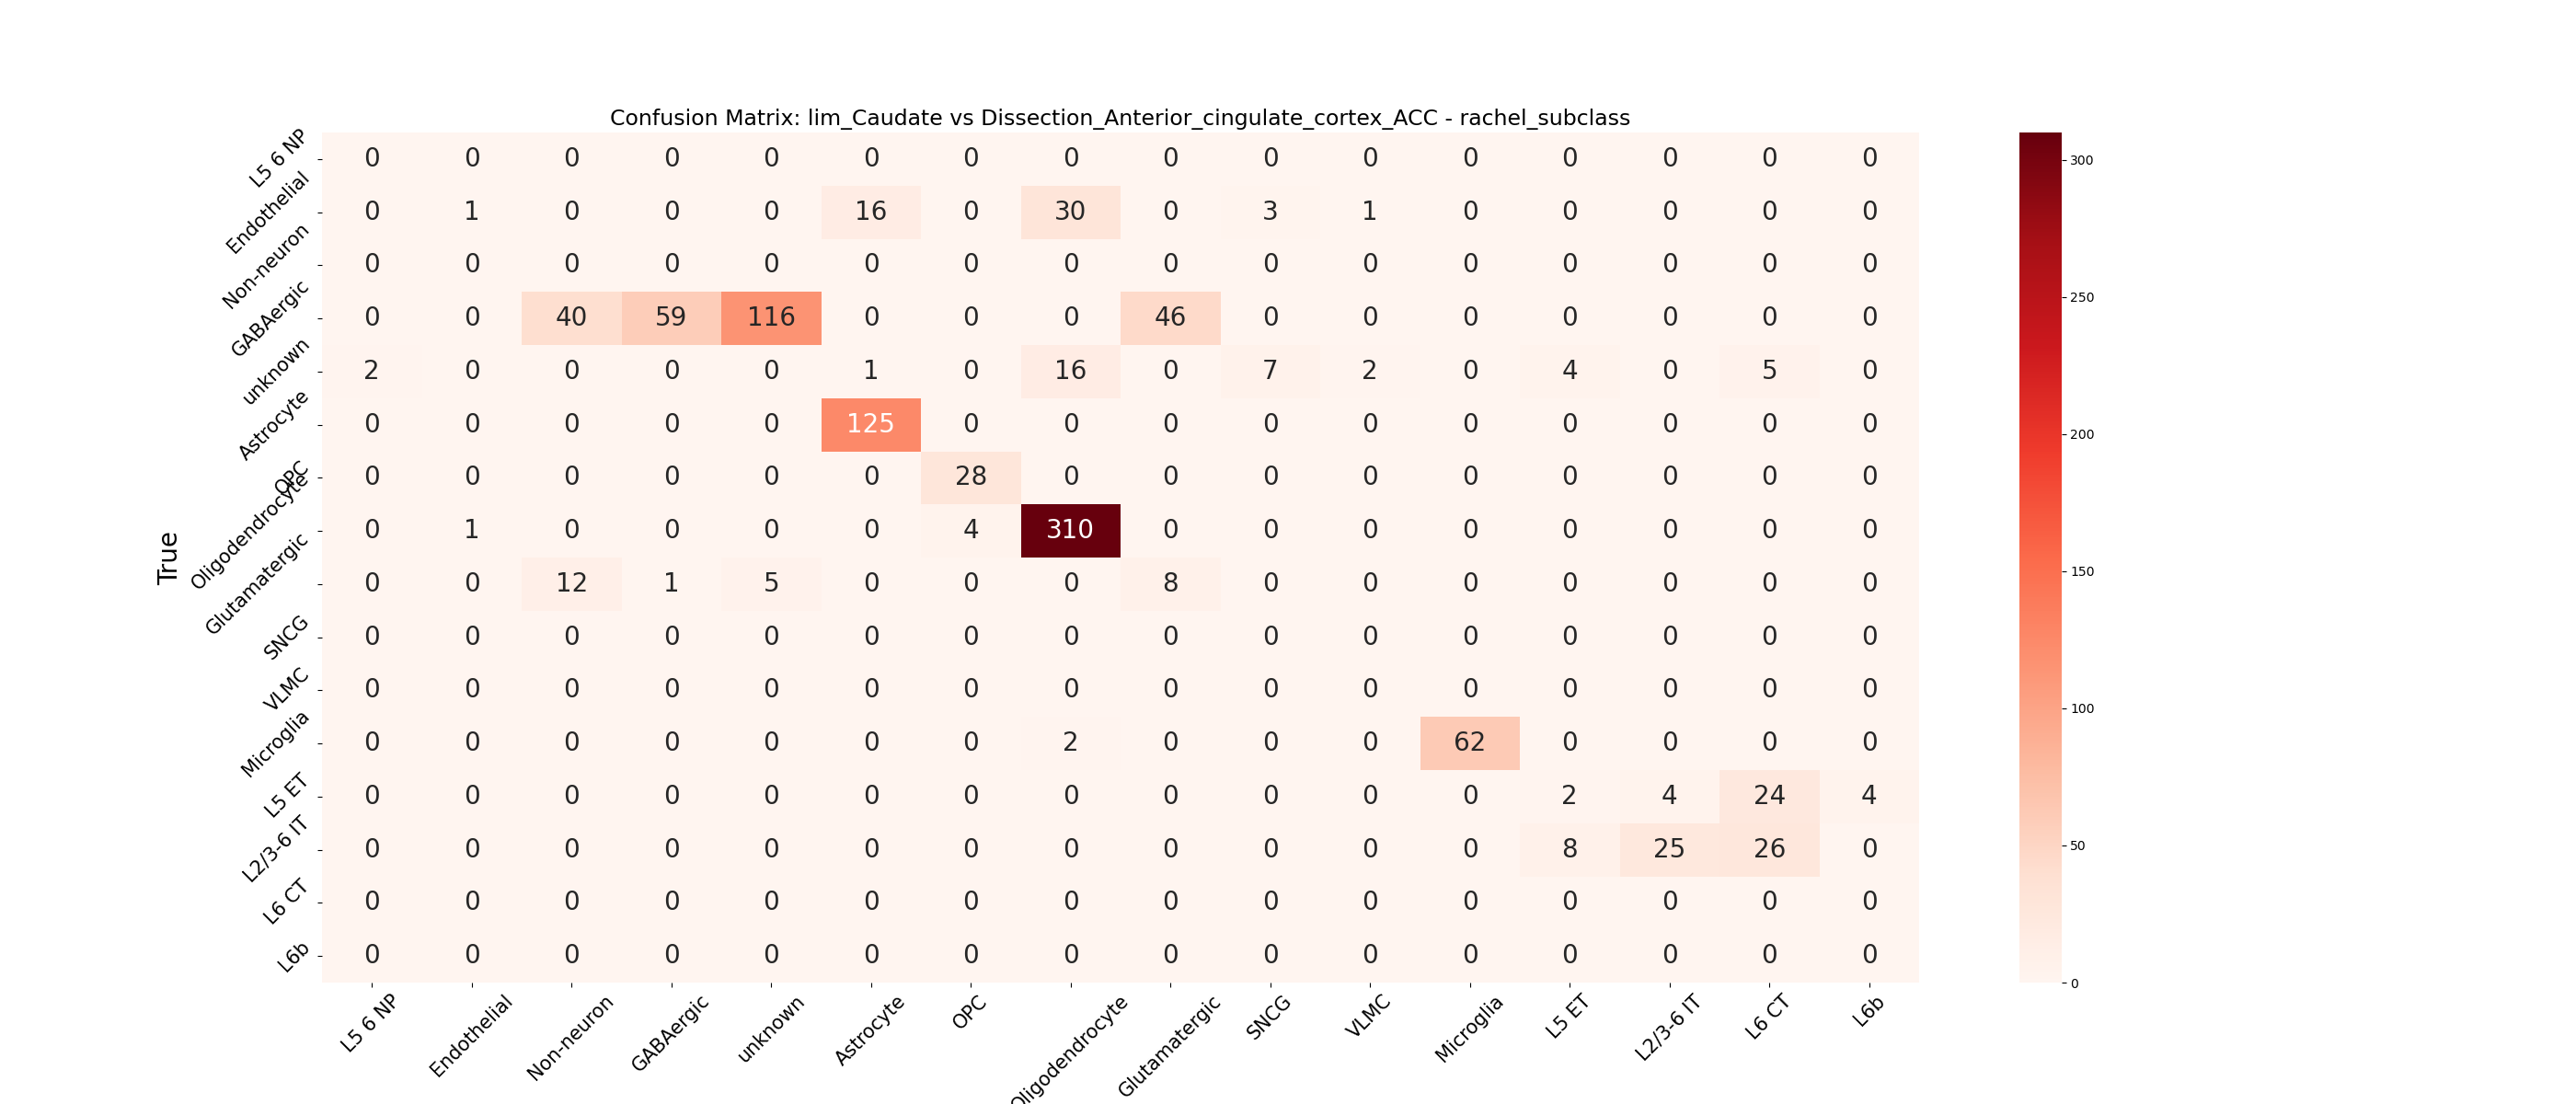 Confusion Matrix: lim_Caudate vs Dissection_Anterior_cingulate_cortex_ACC - rachel_subclass
True
L5 6 NP 0 0 0 0 0 0 0 0 0 0 0 0 0 0 0 0
Endothelial 0 1 0 0 0 16 0 30 0 3 1 0 0 0 0 0
Non-neuron 0 0 0 0 0 0 0 0 0 0 0 0 0 0 0 0
GABAergic 0 0 40 59 116 0 0 0 46 0 0 0 0 0 0 0
unknown 2 0 0 0 0 1 0 16 0 7 2 0 4 0 5 0
Astrocyte 0 0 0 0 0 125 0 0 0 0 0 0 0 0 0 0
OPC 0 0 0 0 0 0 28 0 0 0 0 0 0 0 0 0
Oligodendrocyte 0 1 0 0 0 0 4 310 0 0 0 0 0 0 0 0
Glutamatergic 0 0 12 1 5 0 0 0 8 0 0 0 0 0 0 0
SNCG 0 0 0 0 0 0 0 0 0 0 0 0 0 0 0 0
VLMC 0 0 0 0 0 0 0 0 0 0 0 0 0 0 0 0
Microglia 0 0 0 0 0 0 0 2 0 0 0 62 0 0 0 0
L5 ET 0 0 0 0 0 0 0 0 0 0 0 0 2 4 24 4
L2/3-6 IT 0 0 0 0 0 0 0 0 0 0 0 0 8 25 26 0
L6 CT 0 0 0 0 0 0 0 0 0 0 0 0 0 0 0 0
L6b 0 0 0 0 0 0 0 0 0 0 0 0 0 0 0 0
L5 6 NP Endothelial Non-neuron GABAergic unknown Astrocyte OPC Oligodendrocyte Glutamatergic SNCG VLMC Microglia L5 ET L2/3-6 IT L6 CT L6b
300
250
200
150
100
50
0